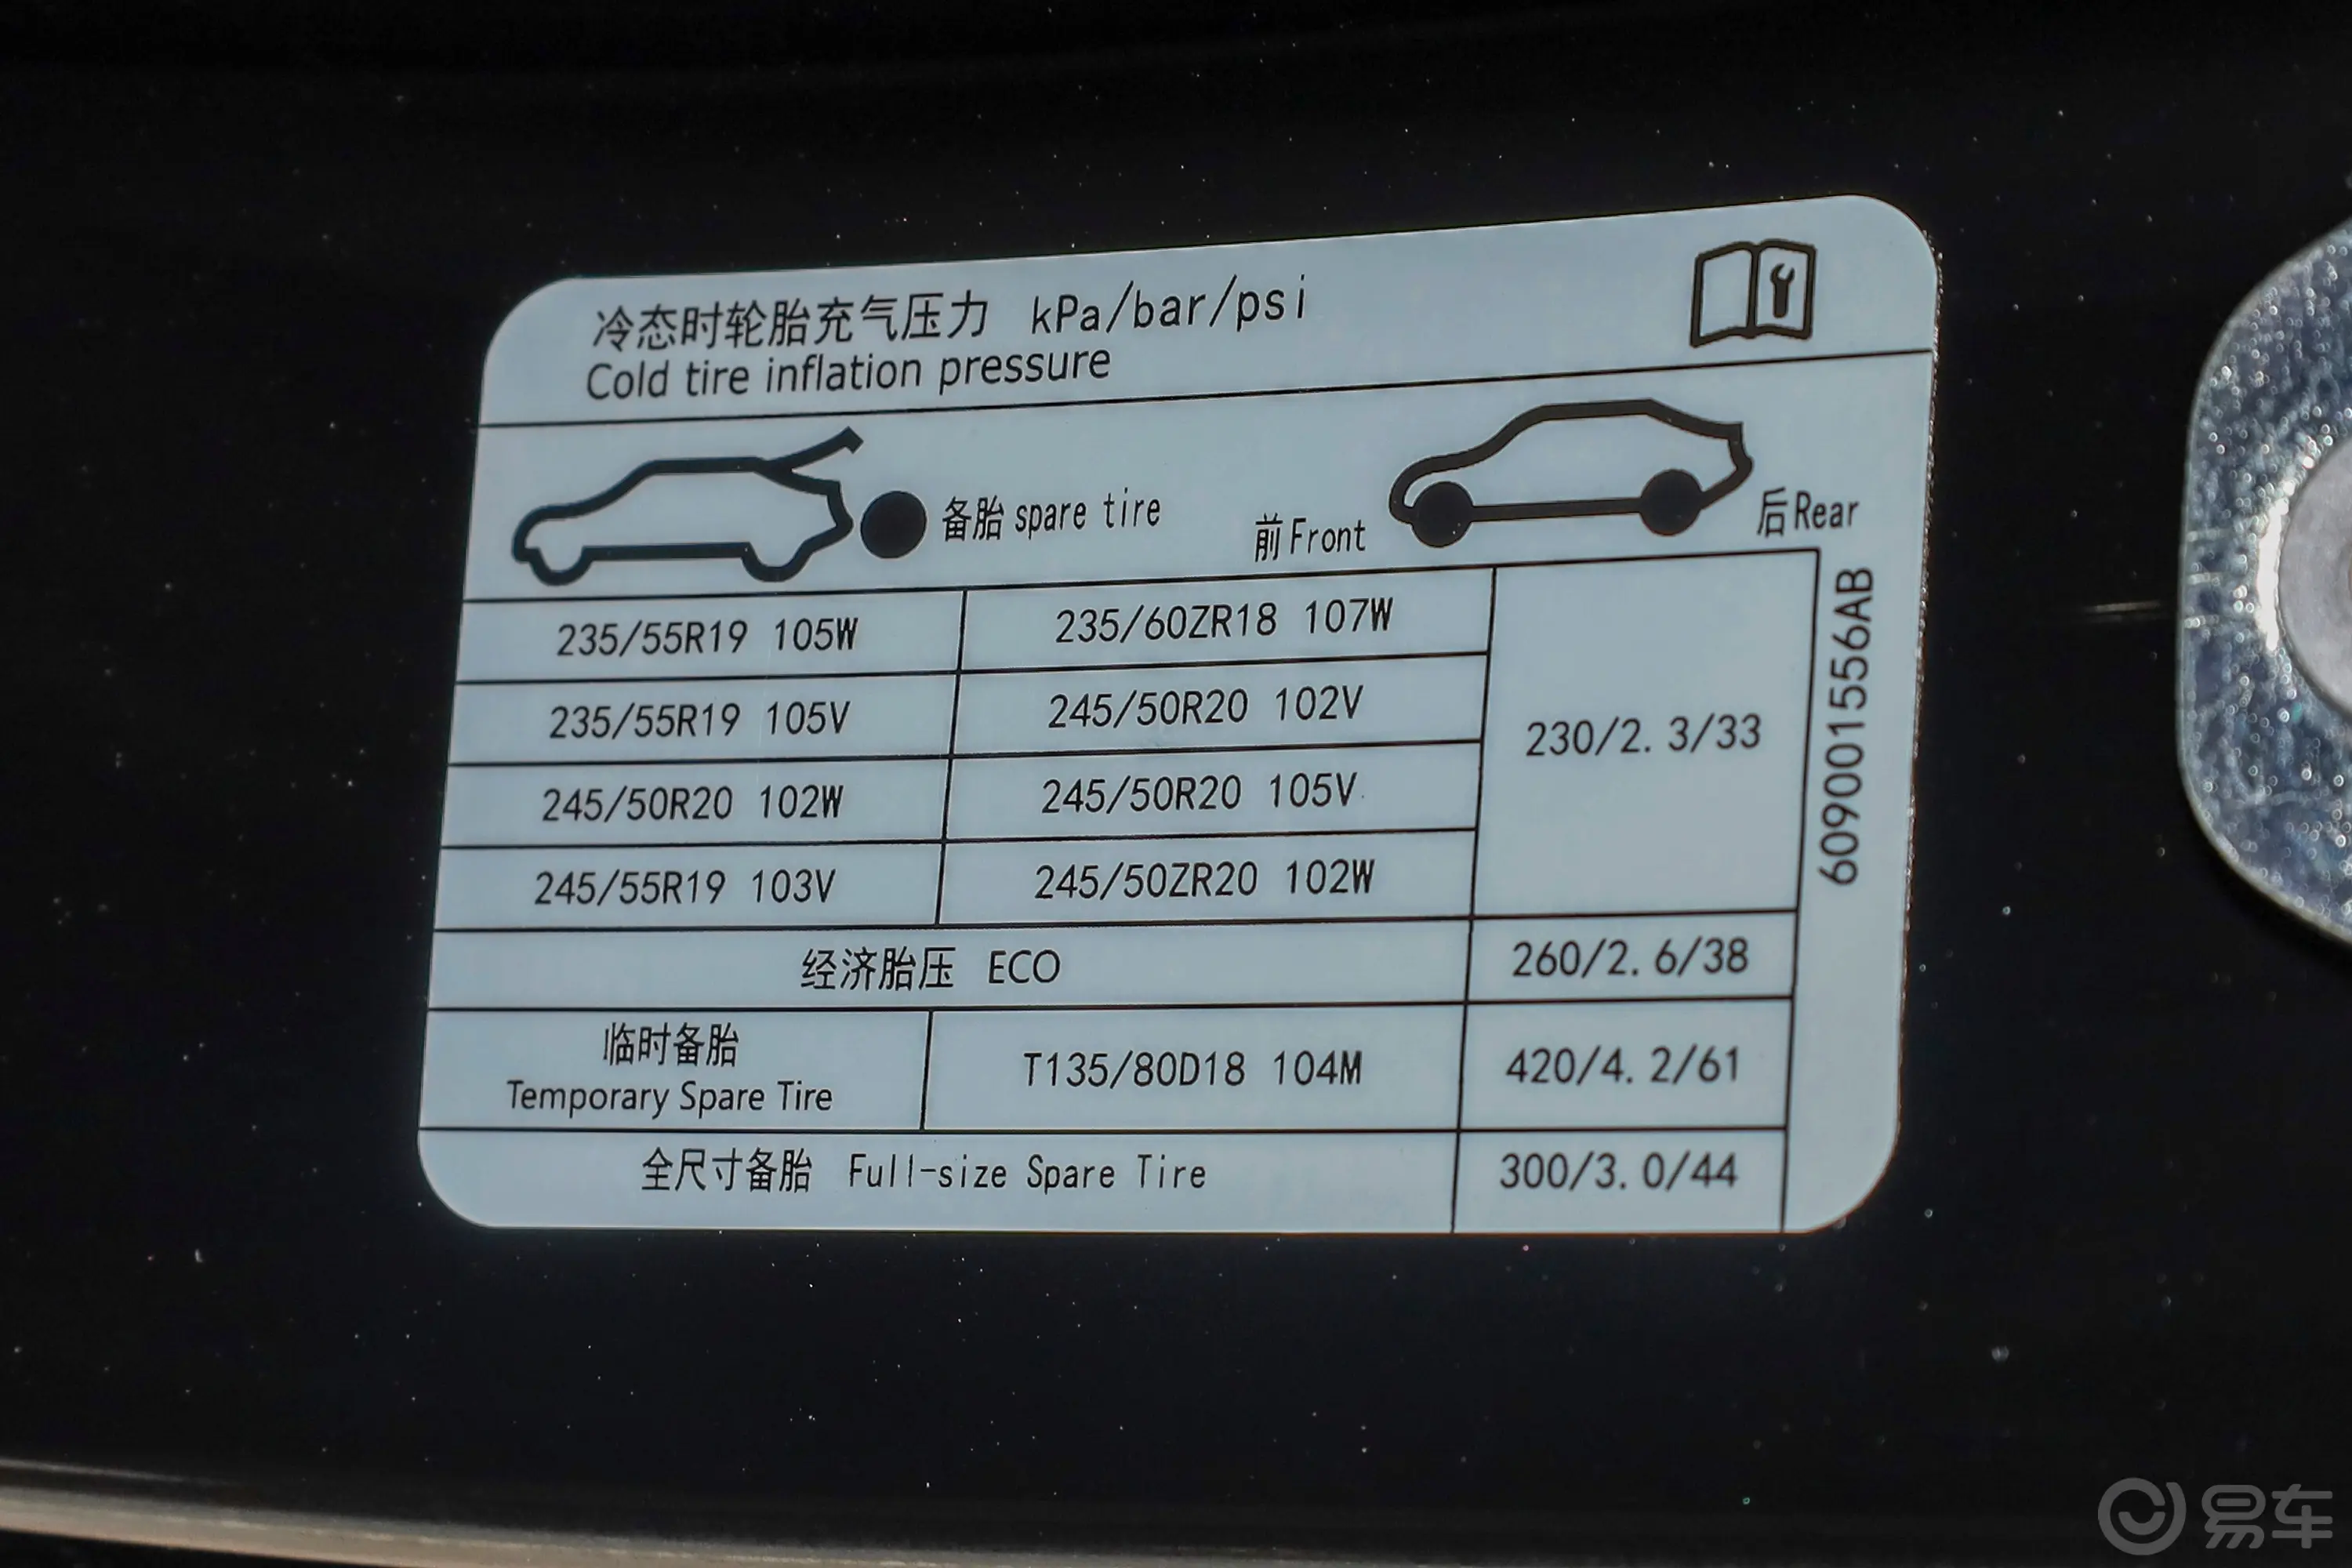 冷态时轮胎充气压力 kPa/bar/psi
Cold tire inflation pressure
备胎 spare tire
前 Front
后 Rear
235/55R19 105W 235/60ZR18 107W
235/55R19 105V 245/50R20 102V
230/2.3/33
245/50R20 102W 245/50R20 105V
245/55R19 103V 245/50ZR20 102W
经济胎压 ECO 260/2.6/38
临时备胎
Temporary Spare Tire
T135/80D18 104M 420/4.2/61
全尺寸备胎 Full-size Spare Tire 300/3.0/44
609001556AB
易车